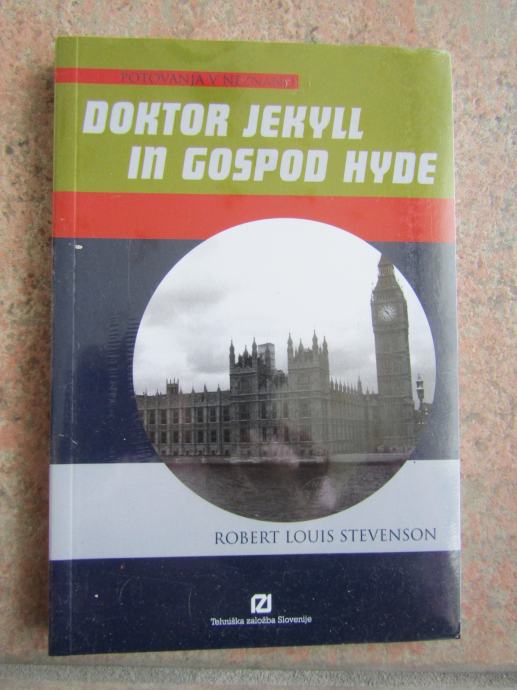 POTOVANJA V NEZNANO
DOKTOR JEKYLL
IN GOSPOD HYDE
ROBERT LOUIS STEVENSON
Tehniška založba Slovenije